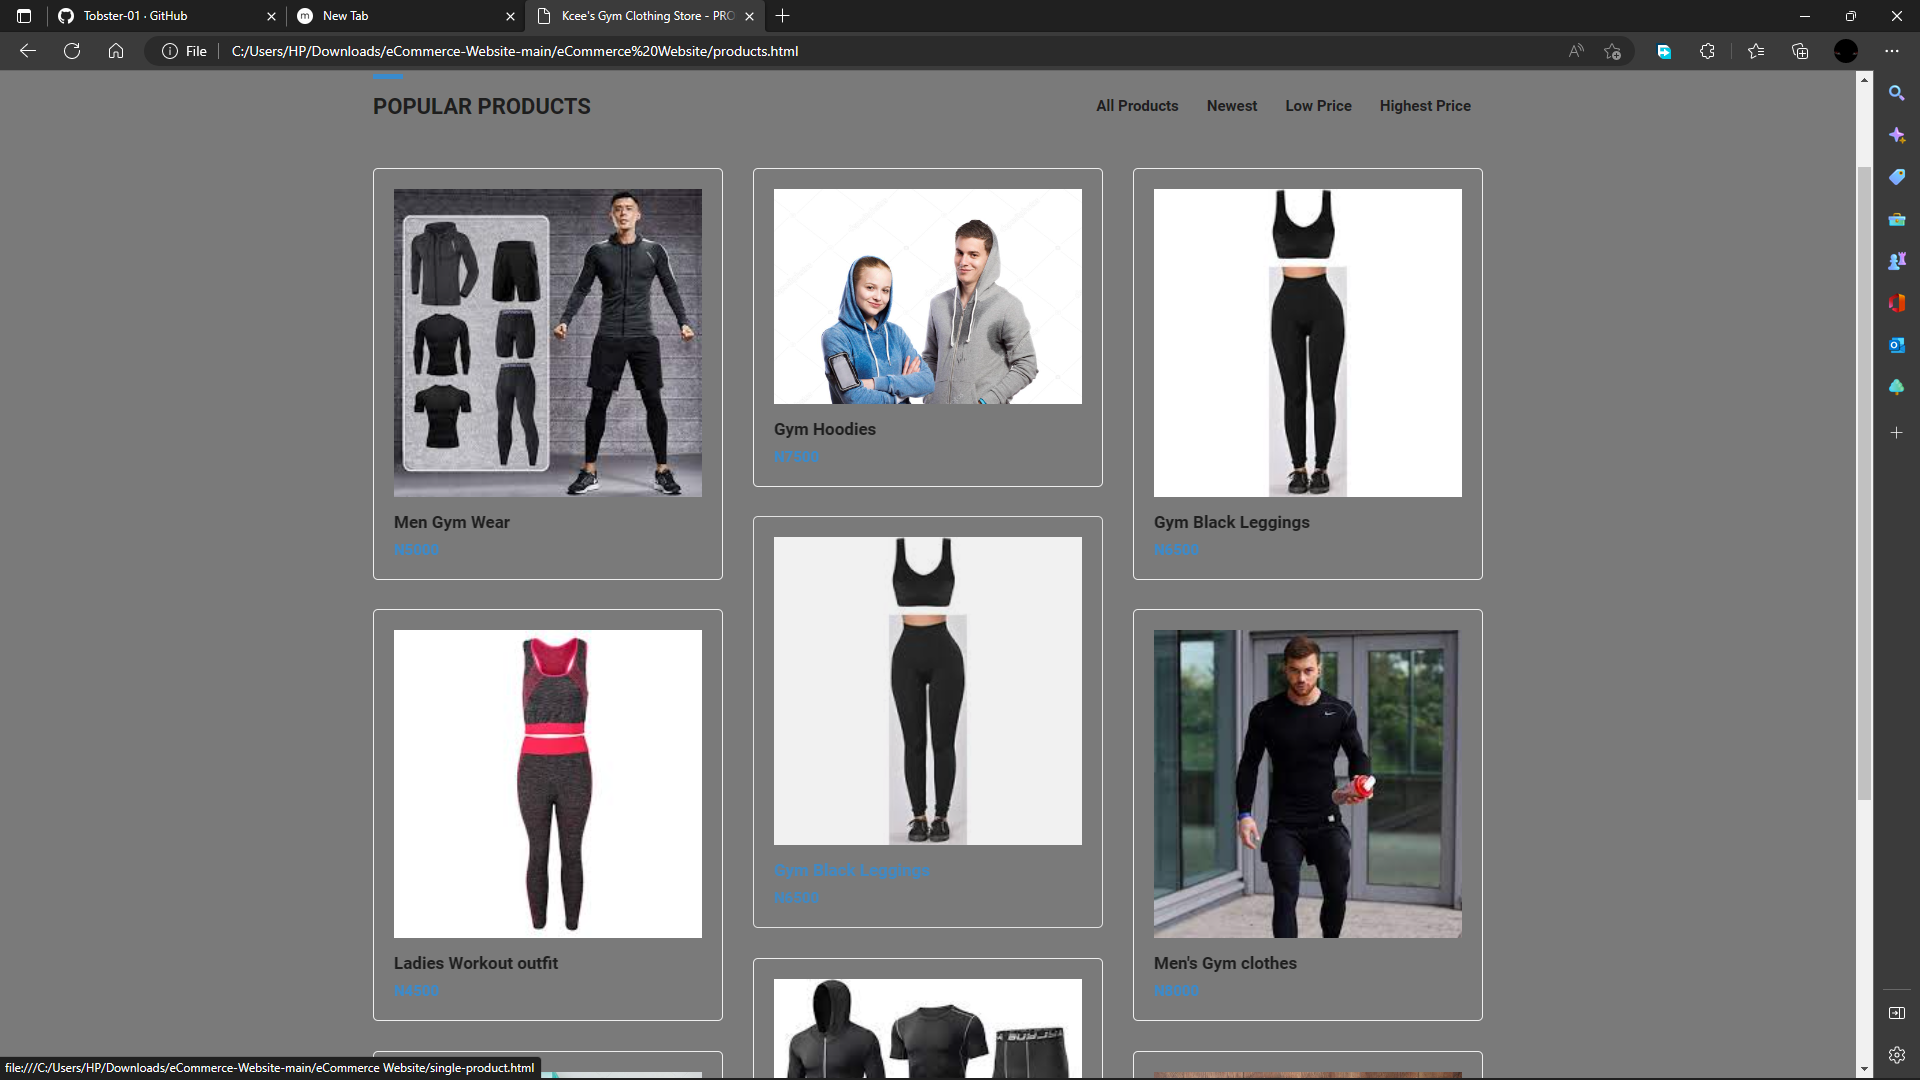 Tobster-01 · GitHub
New Tab
Kcee's Gym Clothing Store - PRO
File
C:/Users/HP/Downloads/eCommerce-Website-main/eCommerce%20Website/products.html
POPULAR PRODUCTS
All Products Newest Low Price Highest Price
Men Gym Wear
Gym Hoodies
N7500
Gym Black Leggings
N6500
Ladies Workout outfit
N4500
Gym Black Leggings
Men's Gym clothes
file:///C:/Users/HP/Downloads/eCommerce-Website-main/eCommerce Website/single-product.html